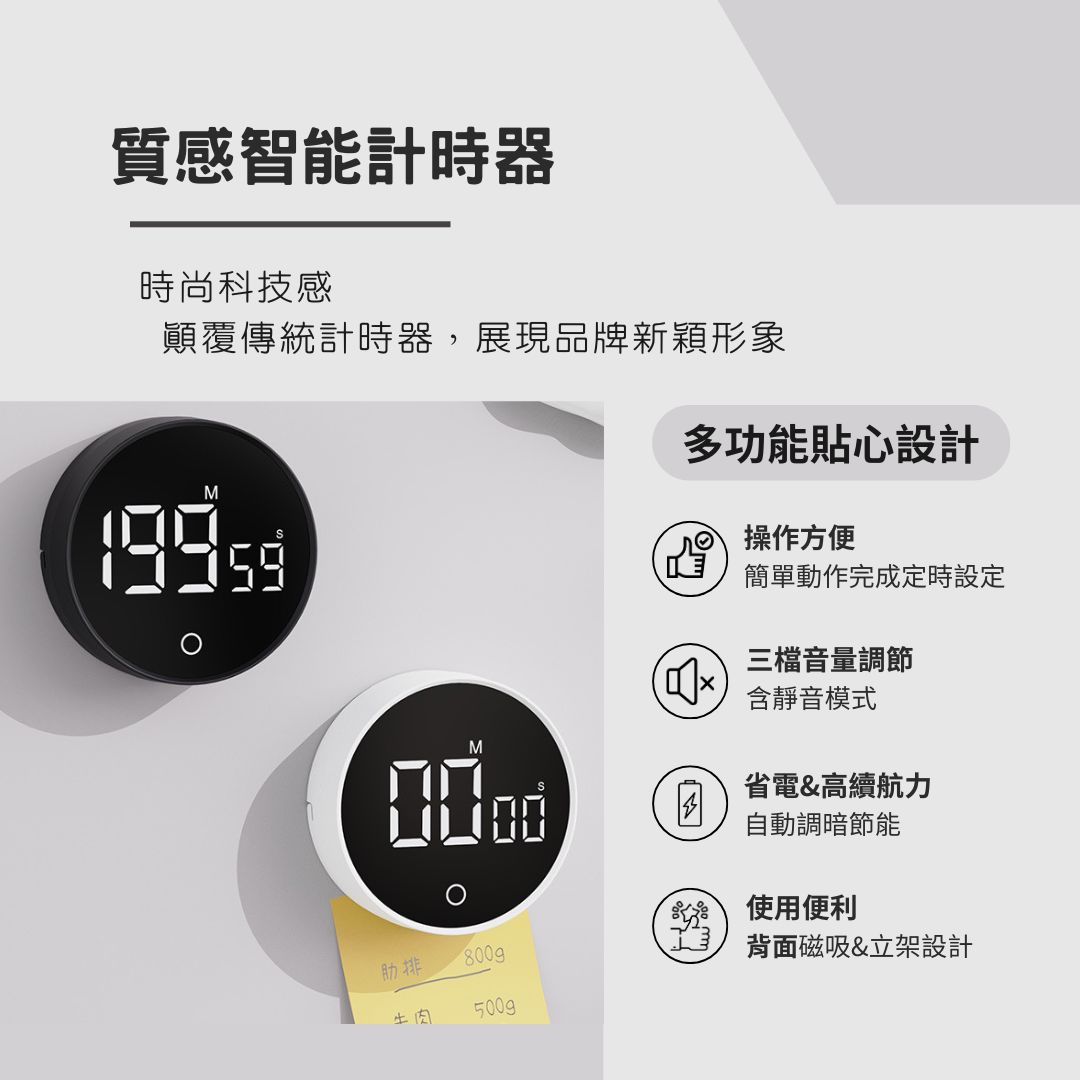 質感智能計時器
時尚科技感
顛覆傳統計時器，展現品牌新穎形象
M
199
S
59
M
00
S
00
肋排 800g
牛肉 500g
多功能貼心設計
操作方便
簡單動作完成定時設定
三檔音量調節
含靜音模式
省電&高續航力
自動調暗節能
使用便利
背面磁吸&立架設計